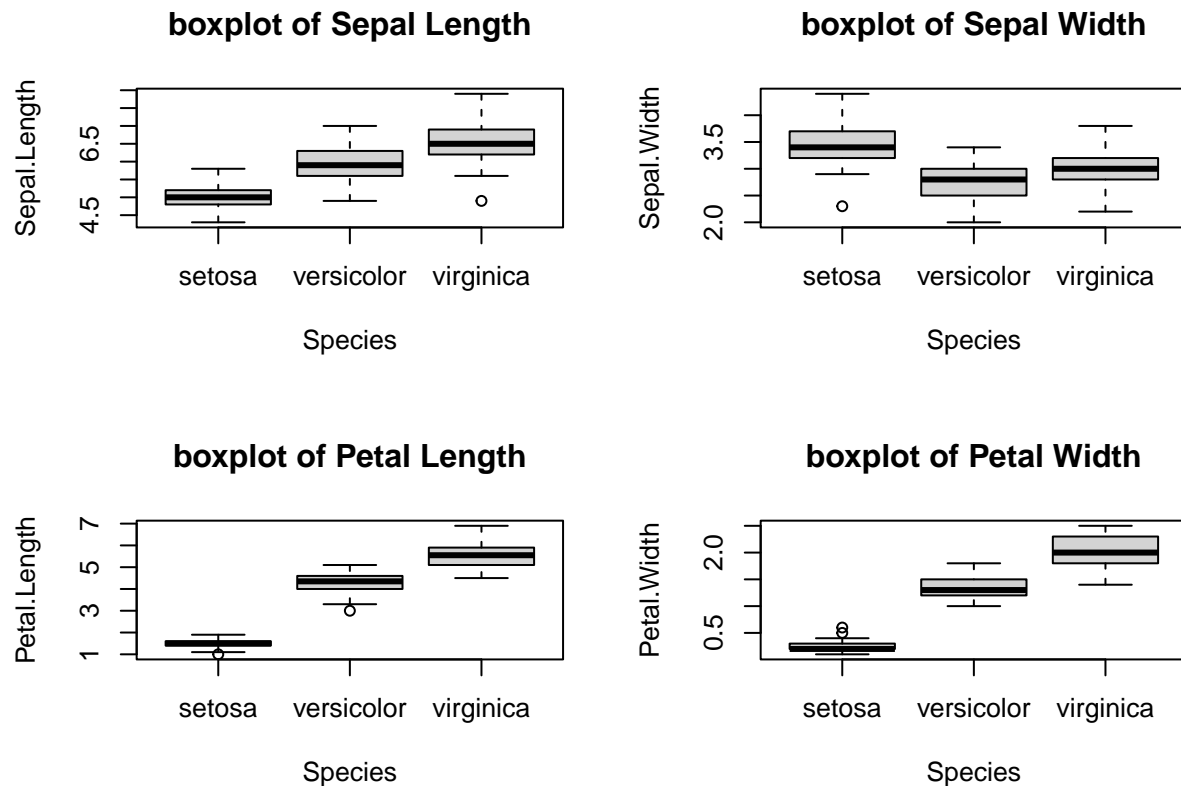 boxplot of Sepal Length
Sepal.Length
4.5 6.5
setosa versicolor virginica
Species
boxplot of Sepal Width
Sepal.Width
2.0 3.5
setosa versicolor virginica
Species
boxplot of Petal Length
Petal.Length
1 3 5 7
setosa versicolor virginica
Species
boxplot of Petal Width
Petal.Width
0.5 2.0
setosa versicolor virginica
Species